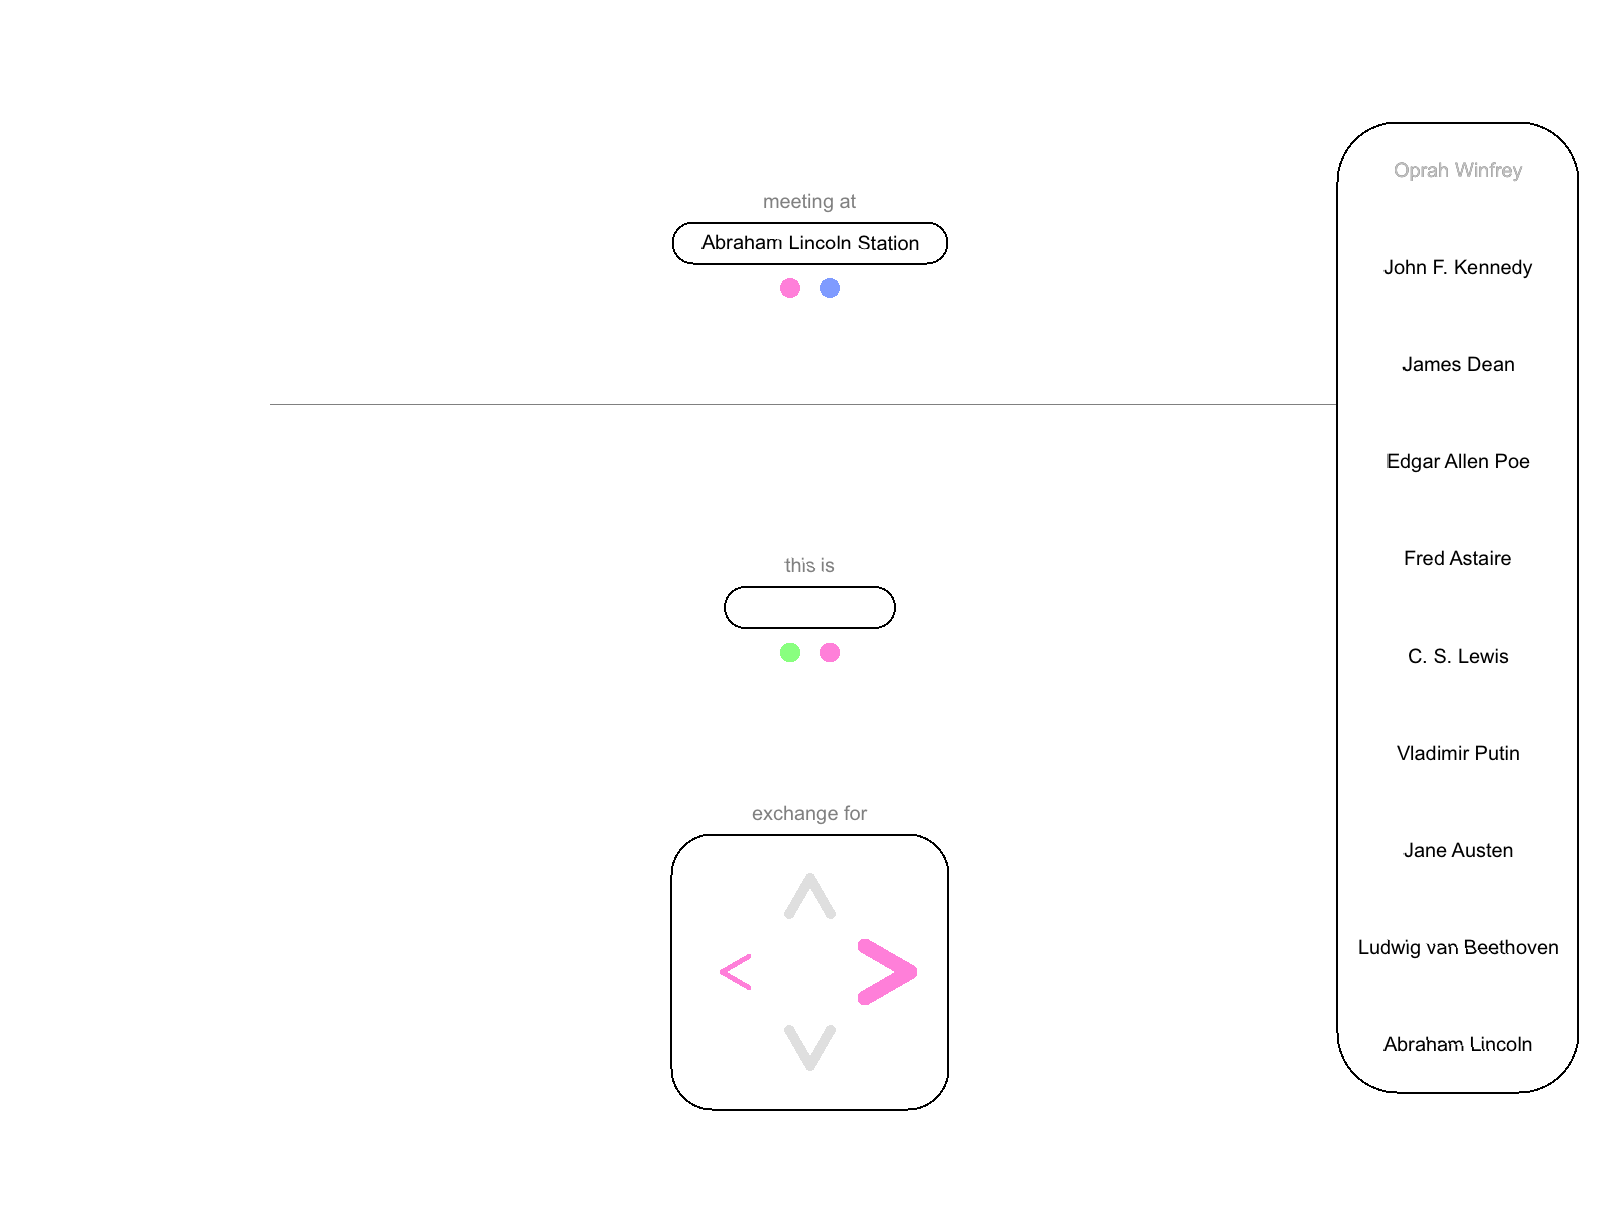 meeting at
Abraham Lincoln Station
this is
exchange for
Oprah Winfrey
John F. Kennedy
James Dean
Edgar Allen Poe
Fred Astaire
C. S. Lewis
Vladimir Putin
Jane Austen
Ludwig van Beethoven
Abraham Lincoln